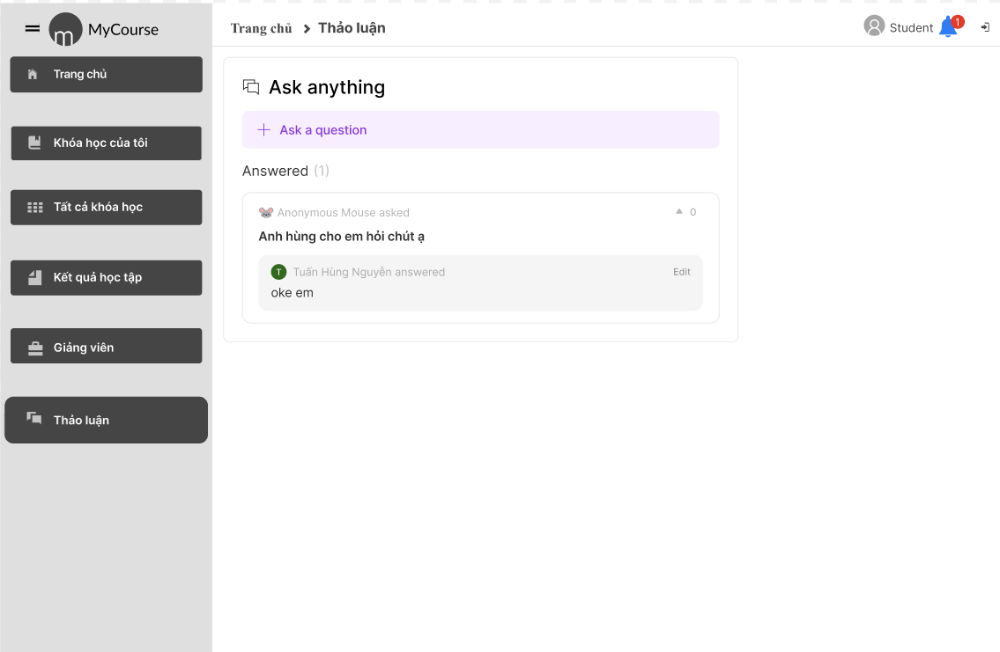 m MyCourse
Trang chủ
Khóa học của tôi
Tất cả khóa học
Kết quả học tập
Giảng viên
Thảo luận
Trang chủ > Thảo luận
Student 1
Ask anything
+ Ask a question
Answered (1)
Anonymous Mouse asked ▲ 0
Anh hùng cho em hỏi chút ạ
T Tuấn Hùng Nguyễn answered Edit
oke em